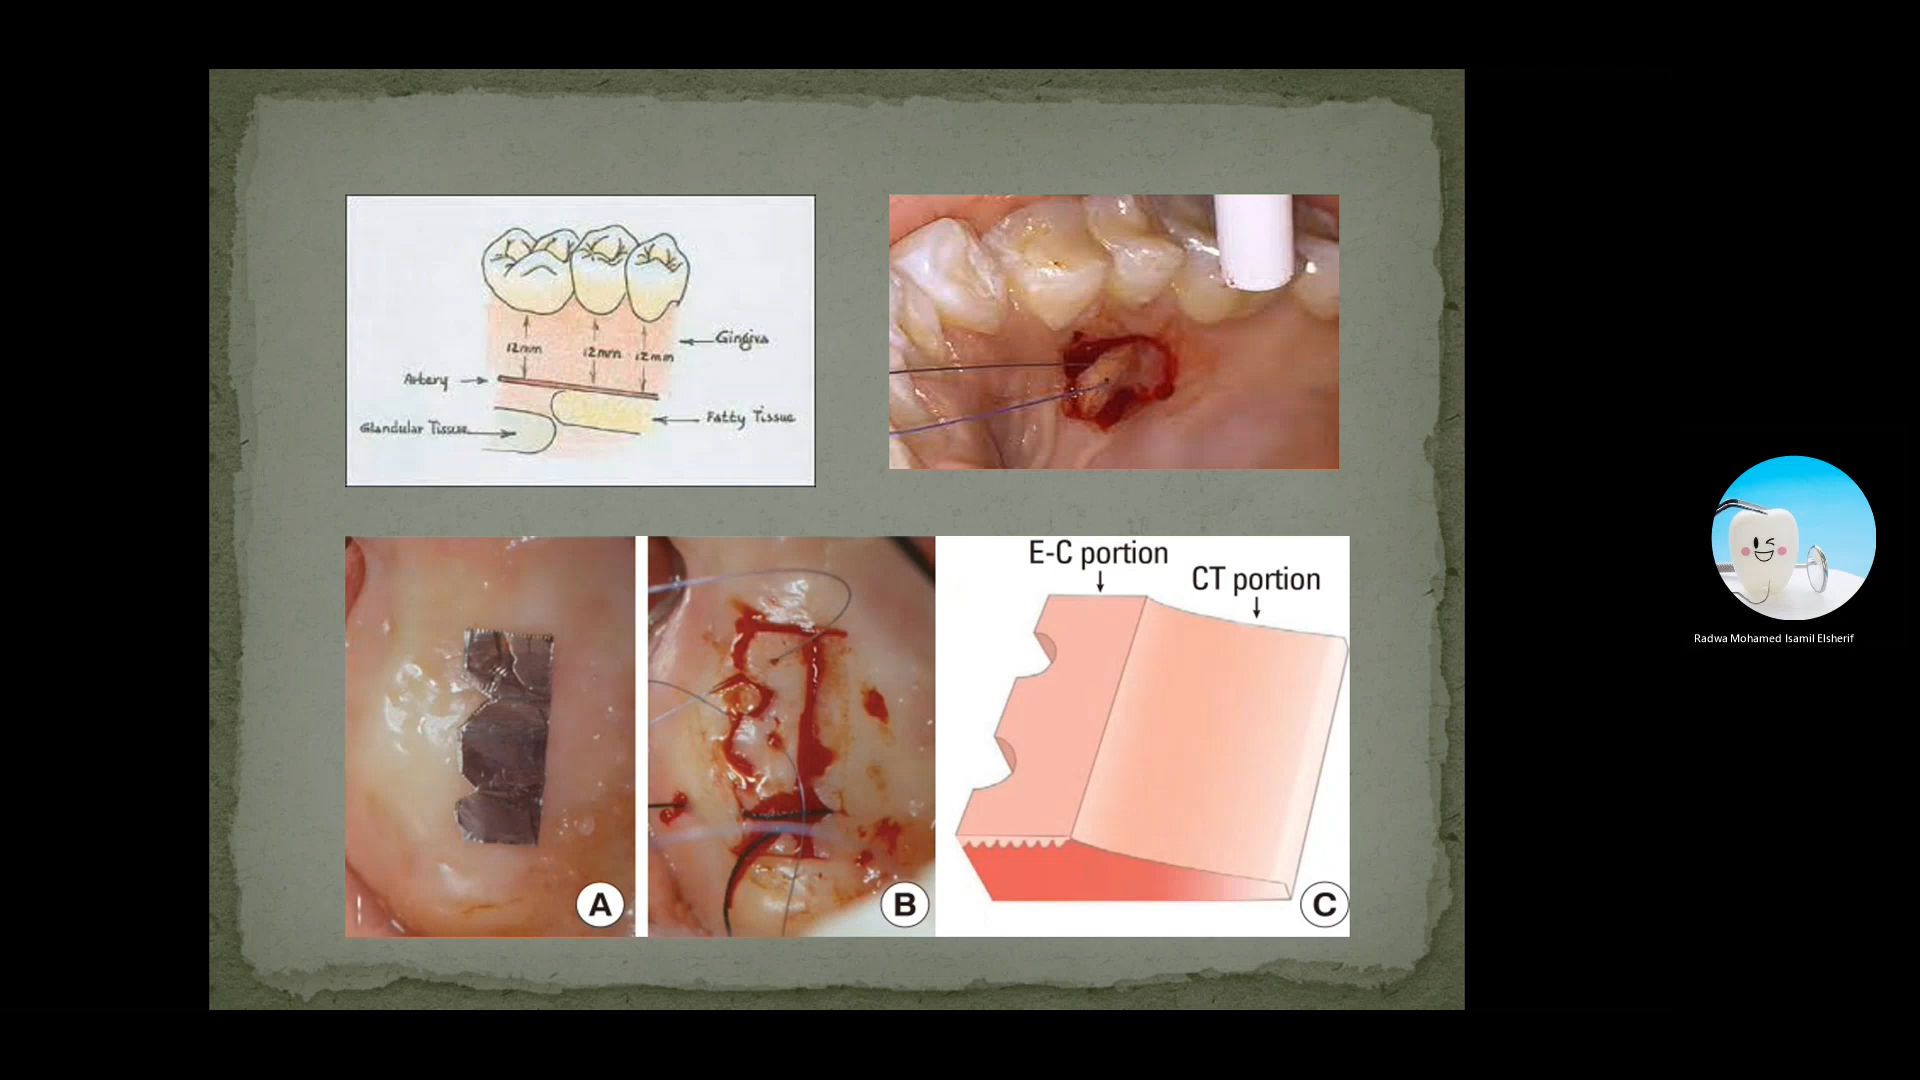 12mm
12mm
12mm
Gingiva
Artery
Fatty Tissue
Glandular Tissue
E-C portion
CT portion
A
B
C
Radwa Mohamed Isamil Elsherif